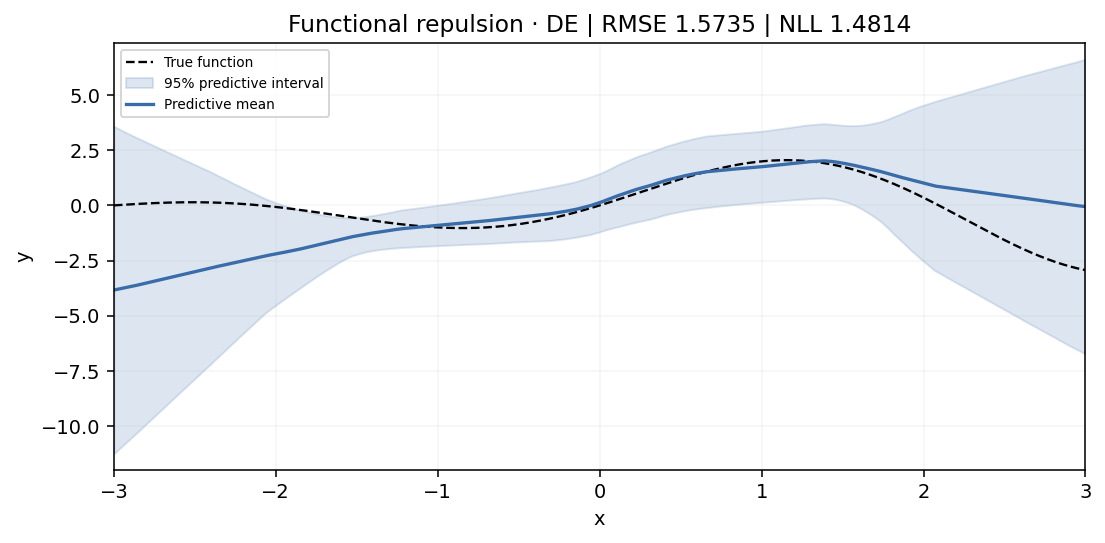 Functional repulsion · DE | RMSE 1.5735 | NLL 1.4814
True function
95% predictive interval
Predictive mean
5.0
2.5
0.0
−2.5
−5.0
−7.5
−10.0
y
−3
−2
−1
0
1
2
3
x